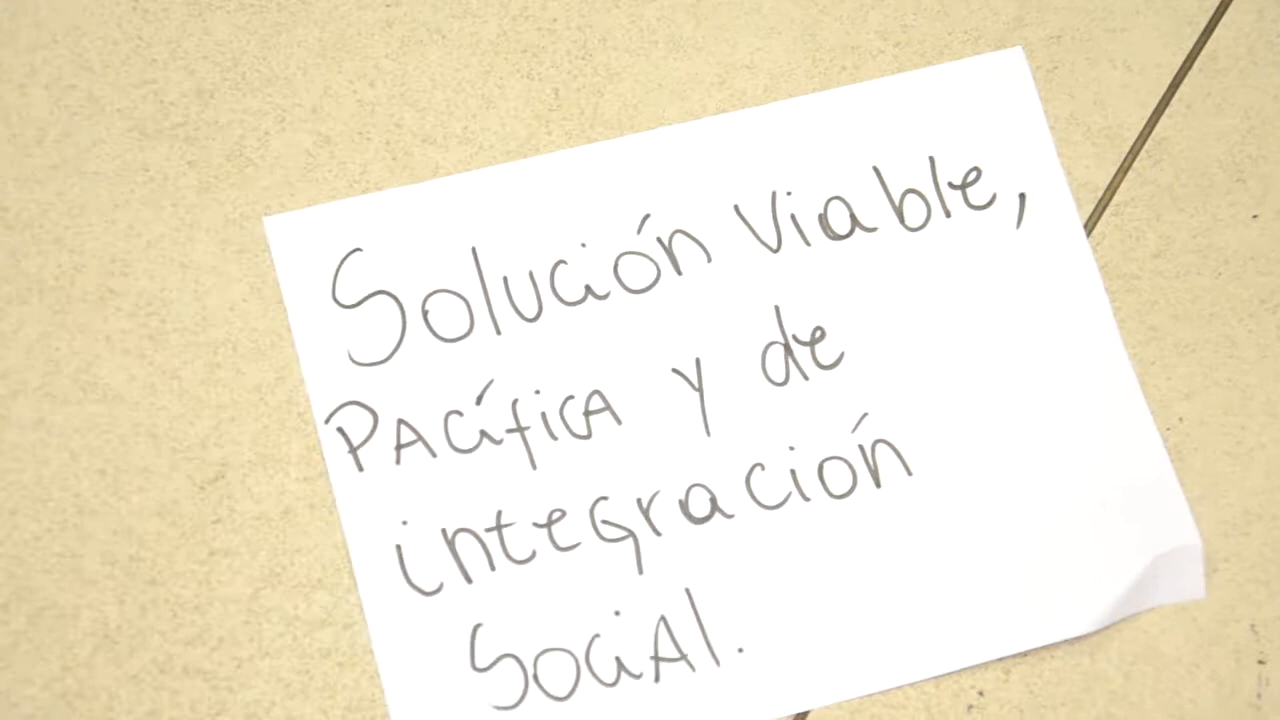 Solución Viable,
PACífiCA y de
integración
SociAl.